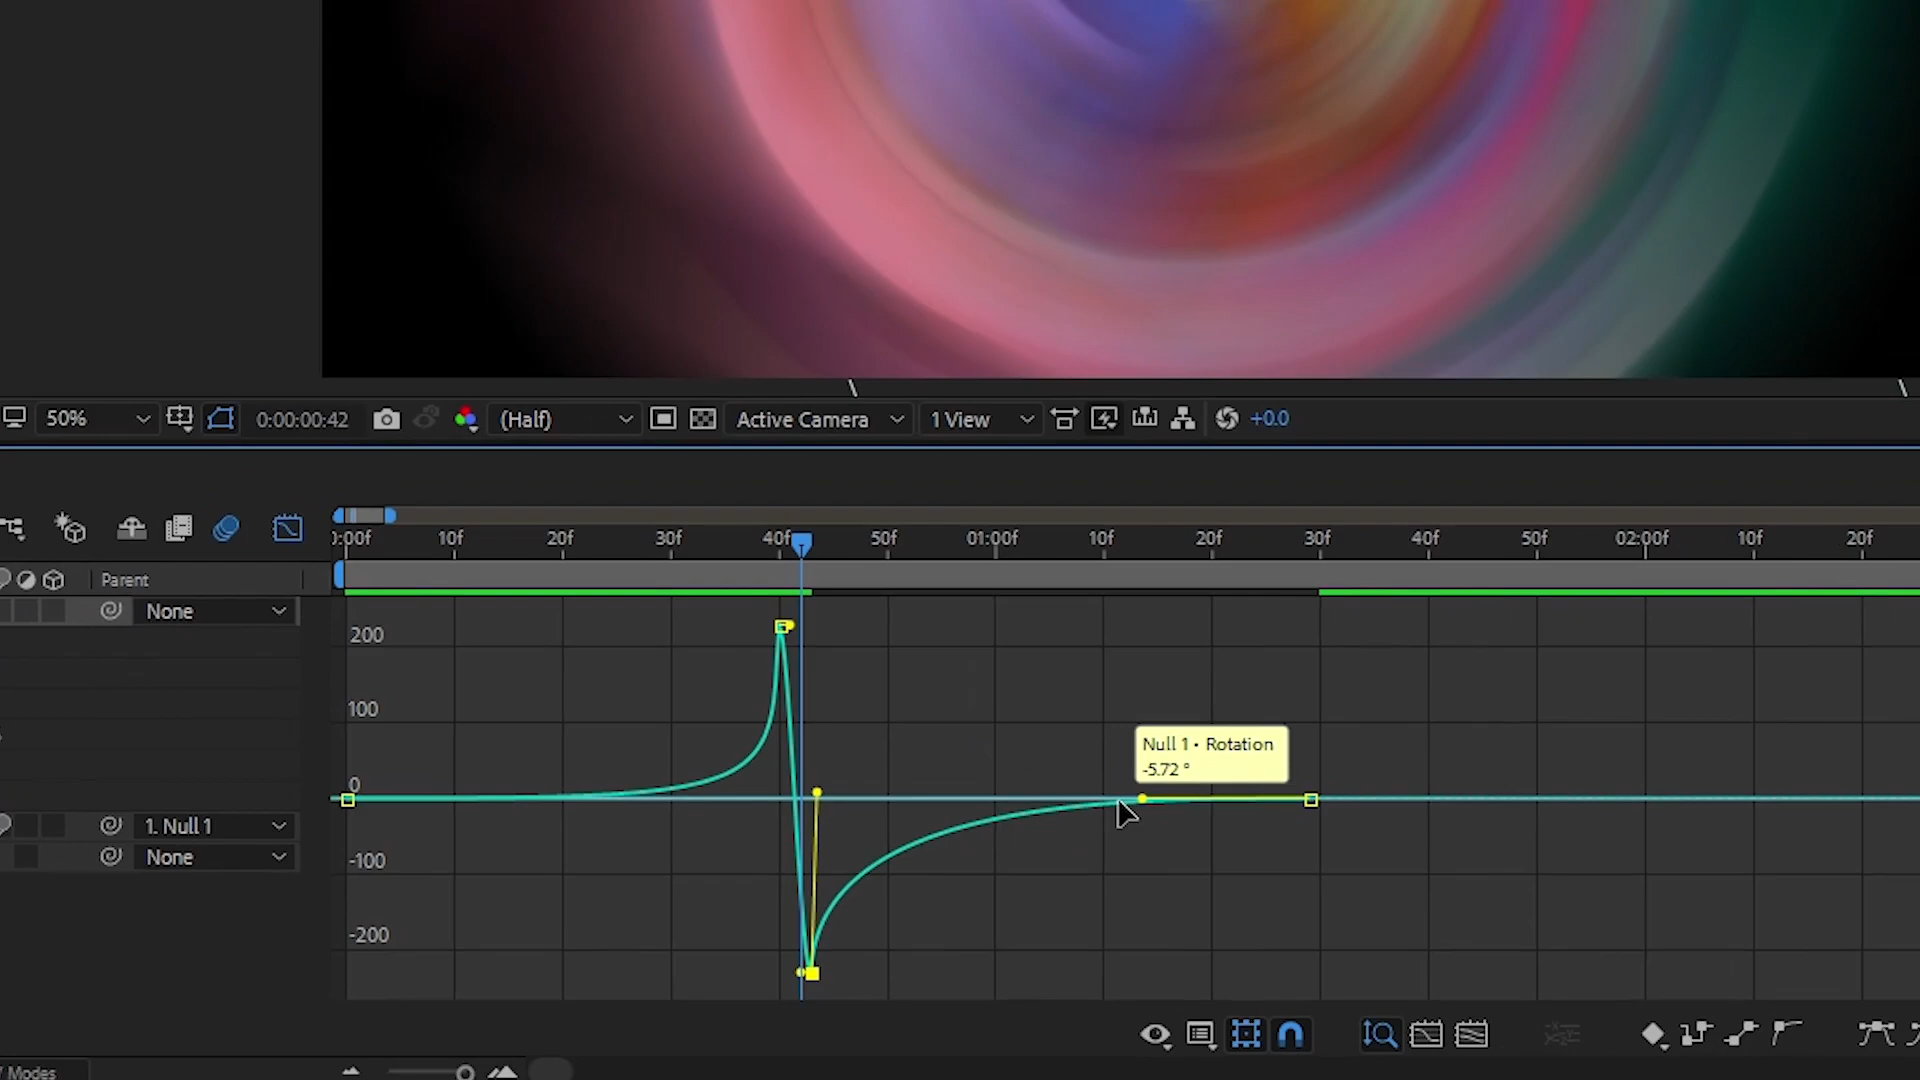 50% 0:00:00:42 (Half) Active Camera 1 View +0.0
0:00f 10f 20f 30f 40f 50f 01:00f 10f 20f 30f 40f 50f 02:00f 10f 20f
Parent
None
200
100
Null 1 • Rotation
-5.72 °
0
1. Null 1
None
-100
-200
/ Modes